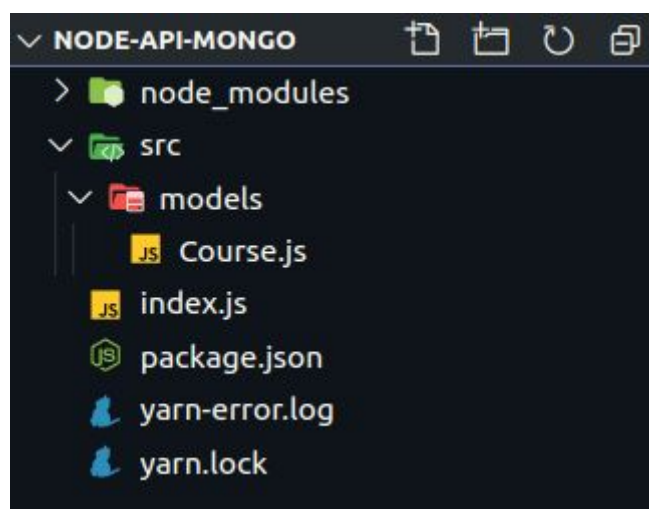 NODE-API-MONGO
node_modules
src
models
JS Course.js
JS index.js
JS package.json
yarn-error.log
yarn.lock